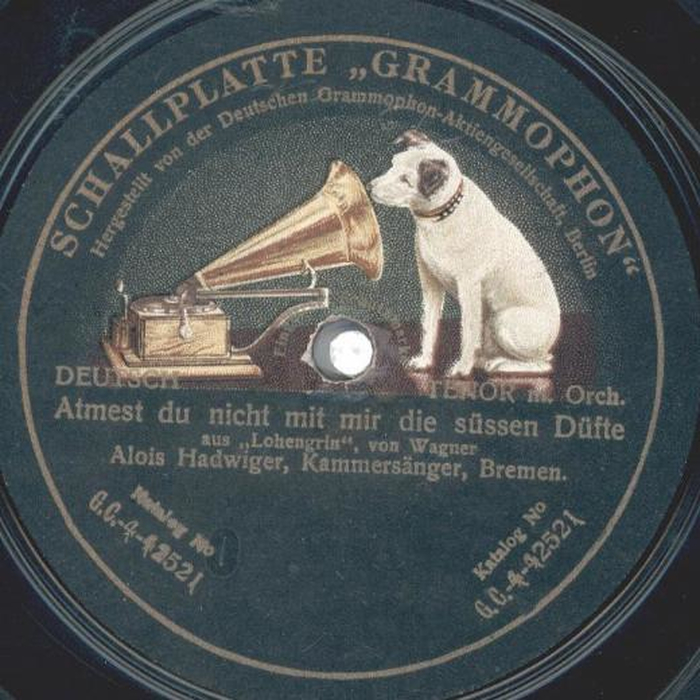 SCHALLPLATTE „GRAMMOPHON“
Hergestellt von der Deutschen Grammophon-Aktiengesellschaft, Berlin
DEUTSCH
TENOR m. Orch.
Atmest du nicht mit mir die süssen Düfte
aus „Lohengrin“, von Wagner
Alois Hadwiger, Kammersänger, Bremen.
Katalog No
G.C.-4-42521
Katalog No
G.C.-4-42521